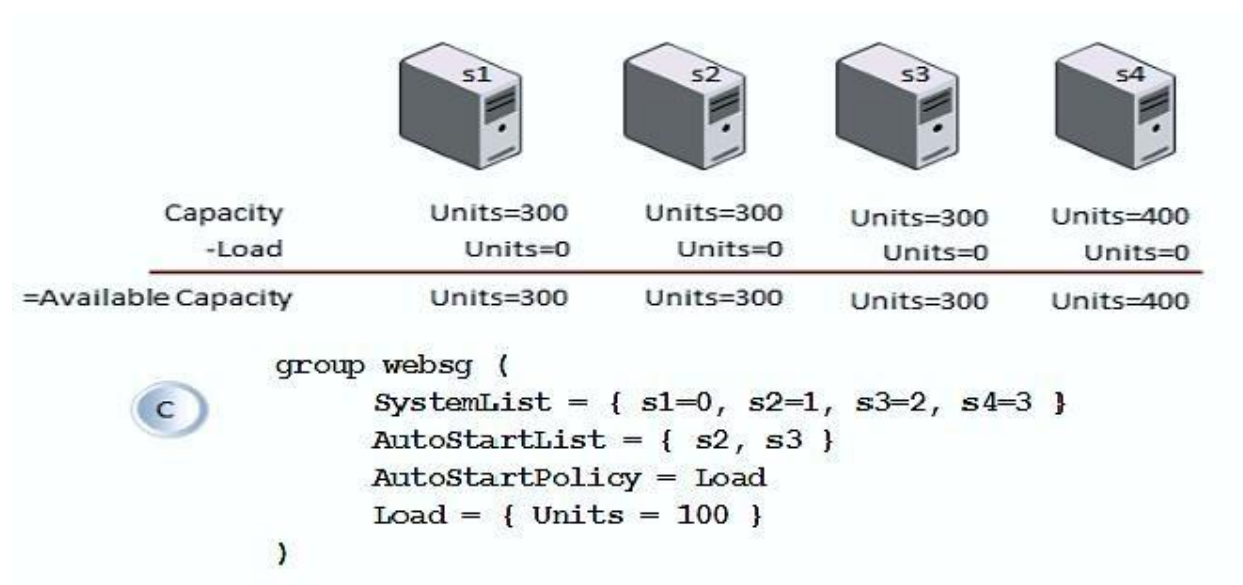 s1 s2 s3 s4
Capacity Units=300 Units=300 Units=300 Units=400
-Load Units=0 Units=0 Units=0 Units=0
=Available Capacity Units=300 Units=300 Units=300 Units=400
group websg (
C
SystemList = { s1=0, s2=1, s3=2, s4=3 }
AutoStartList = { s2, s3 }
AutoStartPolicy = Load
Load = { Units = 100 }
)